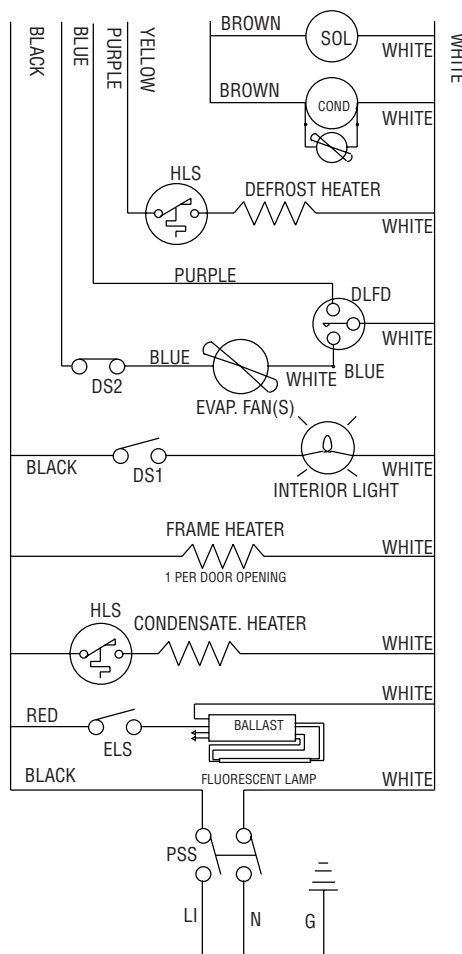 BLACK
BLUE
PURPLE
YELLOW
BROWN
SOL
WHITE
WHITE
BROWN
COND
WHITE
HLS
DEFROST HEATER
WHITE
PURPLE
DLFD
WHITE
BLUE
DS2
WHITE
BLUE
EVAP. FAN(S)
BLACK
DS1
WHITE
INTERIOR LIGHT
FRAME HEATER
WHITE
1 PER DOOR OPENING
HLS
CONDENSATE. HEATER
WHITE
WHITE
RED
BALLAST
ELS
BLACK
FLUORESCENT LAMP
WHITE
PSS
LI
N
G